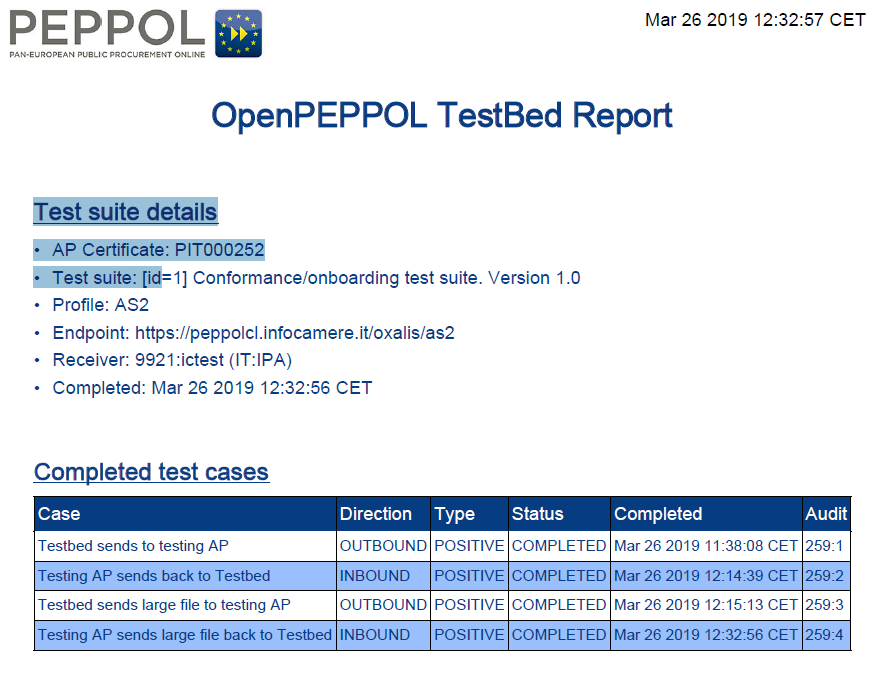 PEPPOL
PAN-EUROPEAN PUBLIC PROCUREMENT ONLINE
Mar 26 2019 12:32:57 CET
OpenPEPPOL TestBed Report
Test suite details
• AP Certificate: PIT000252
• Test suite: [id=1] Conformance/onboarding test suite. Version 1.0
• Profile: AS2
• Endpoint: https://peppolcl.infocamere.it/oxalis/as2
• Receiver: 9921:ictest (IT:IPA)
• Completed: Mar 26 2019 12:32:56 CET
Completed test cases
Case Direction Type Status Completed Audit
Testbed sends to testing AP OUTBOUND POSITIVE COMPLETED Mar 26 2019 11:38:08 CET 259:1
Testing AP sends back to Testbed INBOUND POSITIVE COMPLETED Mar 26 2019 12:14:39 CET 259:2
Testbed sends large file to testing AP OUTBOUND POSITIVE COMPLETED Mar 26 2019 12:15:13 CET 259:3
Testing AP sends large file back to Testbed INBOUND POSITIVE COMPLETED Mar 26 2019 12:32:56 CET 259:4